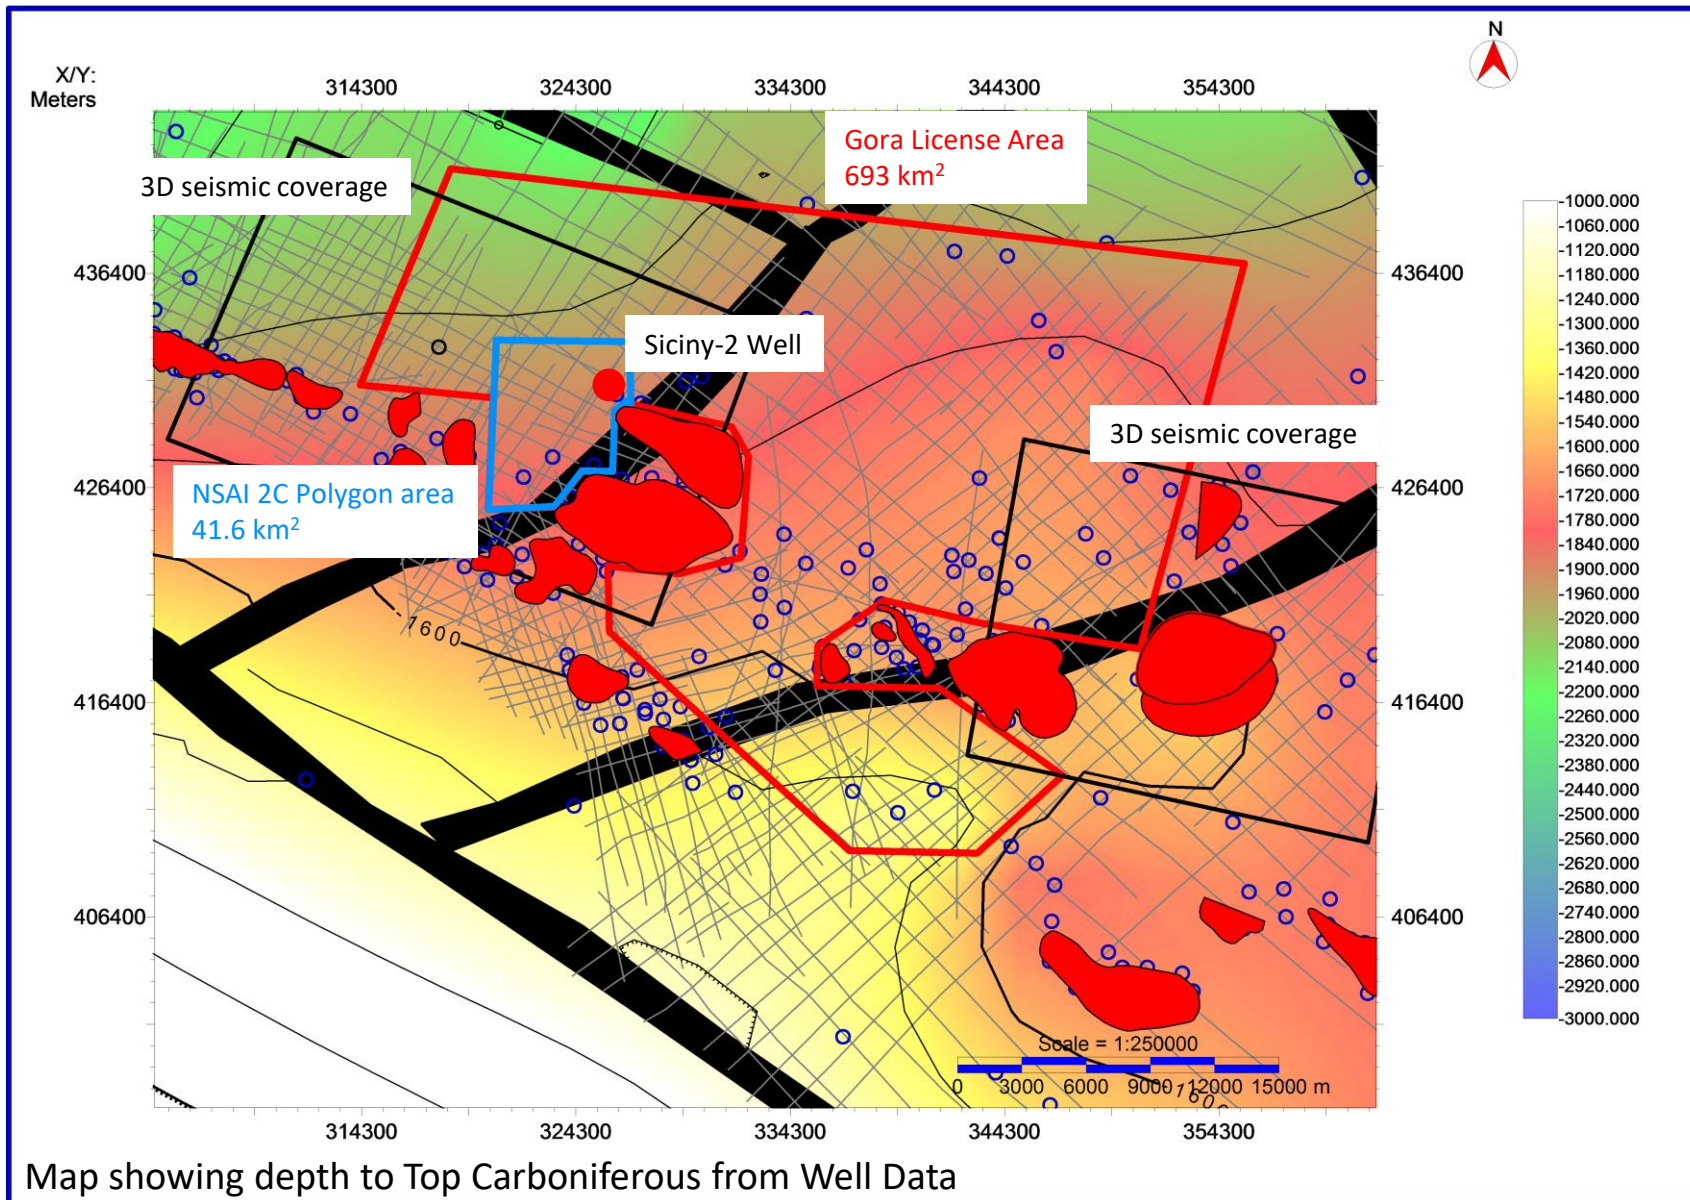 N
X/Y:
Meters
314300 324300 334300 344300 354300
Gora License Area
693 km²
3D seismic coverage
436400 436400
Siciny-2 Well
3D seismic coverage
426400 426400
NSAI 2C Polygon area
41.6 km²
-1600
416400 416400
406400 406400
Scale = 1:250000
0 3000 6000 9000 12000 15000 m
-1600
314300 324300 334300 344300 354300
-1000.000
-1060.000
-1120.000
-1180.000
-1240.000
-1300.000
-1360.000
-1420.000
-1480.000
-1540.000
-1600.000
-1660.000
-1720.000
-1780.000
-1840.000
-1900.000
-1960.000
-2020.000
-2080.000
-2140.000
-2200.000
-2260.000
-2320.000
-2380.000
-2440.000
-2500.000
-2560.000
-2620.000
-2680.000
-2740.000
-2800.000
-2860.000
-2920.000
-3000.000
Map showing depth to Top Carboniferous from Well Data